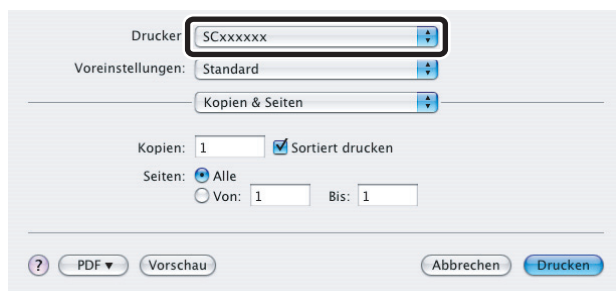 Drucker SCxxxxxx
Voreinstellungen: Standard
Kopien & Seiten
Kopien: 1 Sortiert drucken
Seiten: Alle
Von: 1 Bis: 1
? PDF ▼ Vorschau Abbrechen Drucken